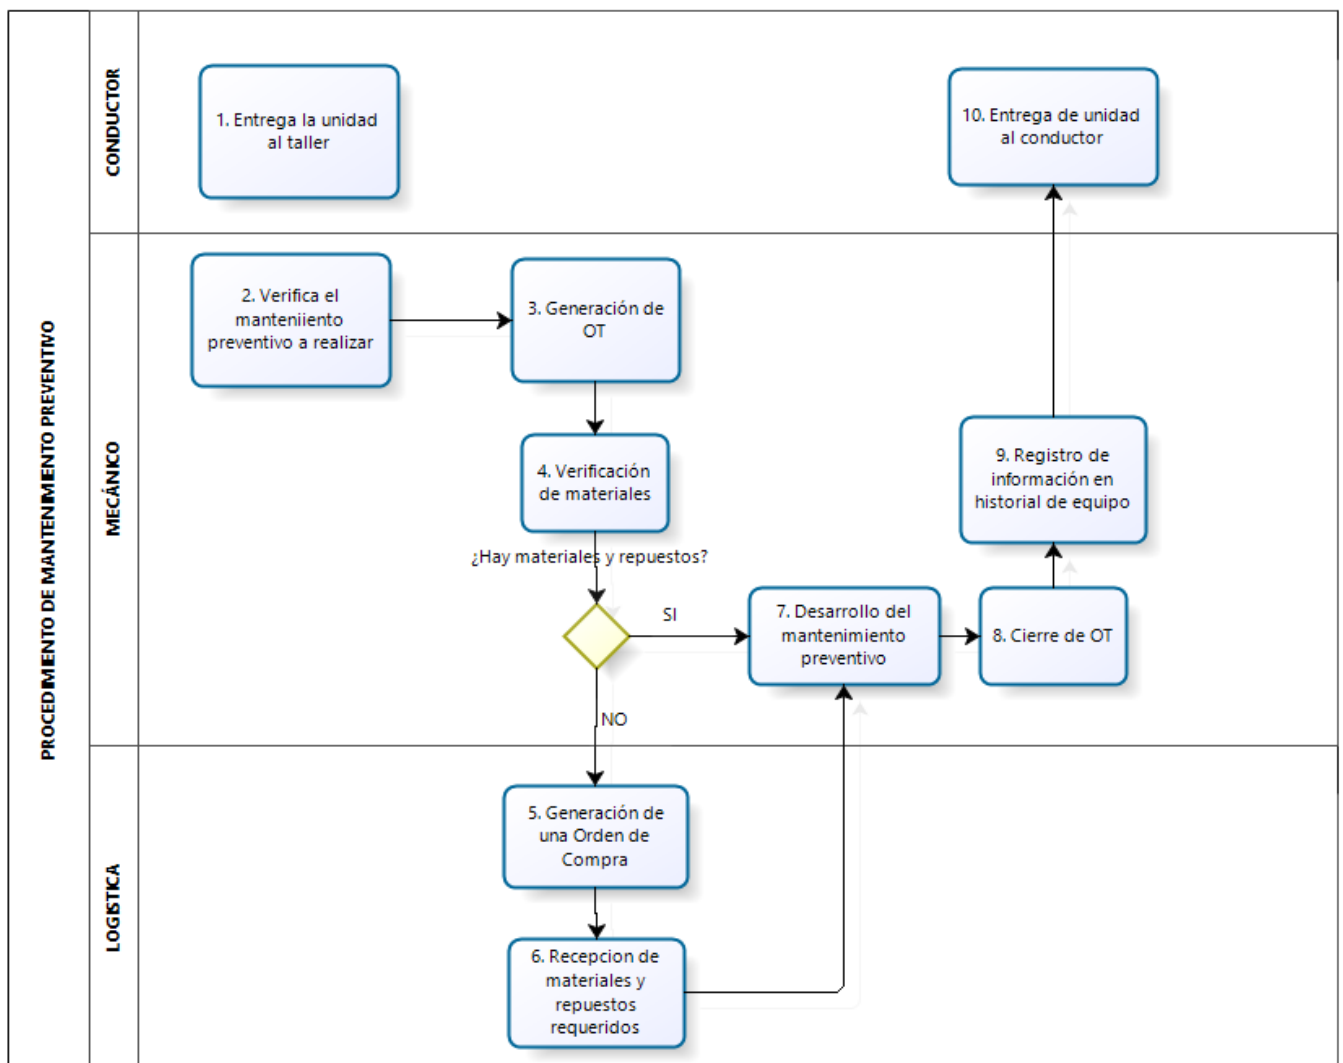 PROCEDIMIENTO DE MANTENIMIENTO PREVENTIVO
CONDUCTOR
1. Entrega la unidad
al taller
10. Entrega de unidad
al conductor
MECÁNICO
2. Verifica el
manteniiento
preventivo a realizar
3. Generación de
OT
4. Verificación
de materiales
¿Hay materiales y repuestos?
SI
NO
7. Desarrollo del
mantenimiento
preventivo
8. Cierre de OT
9. Registro de
información en
historial de equipo
LOGISTICA
5. Generación de
una Orden de
Compra
6. Recepcion de
materiales y
repuestos
requeridos